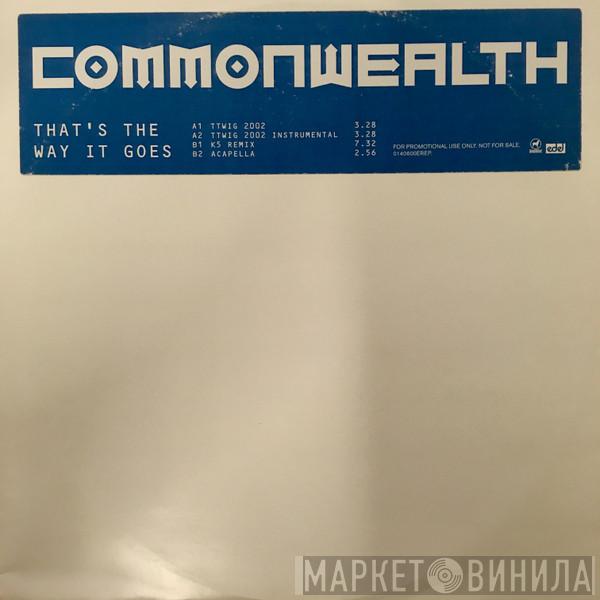 COMMONWEALTH
THAT'S THE
WAY IT GOES
A1 TTWIG 2002 3.28
A2 TTWIG 2002 INSTRUMENTAL 3.28
B1 K5 REMIX 7.32
B2 ACAPELLA 2.56
FOR PROMOTIONAL USE ONLY. NOT FOR SALE.
0140600EREP.
edel
МАРКЕТ ВИНИЛА